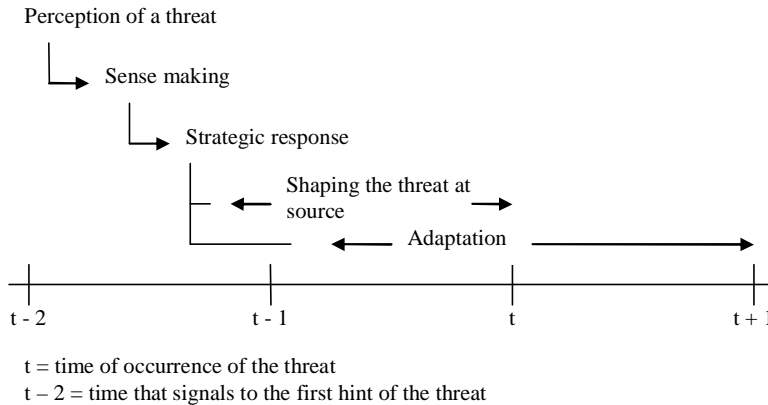 Perception of a threat
Sense making
Strategic response
Shaping the threat at
source
Adaptation
t - 2
t - 1
t
t + 1
t = time of occurrence of the threat
t – 2 = time that signals to the first hint of the threat